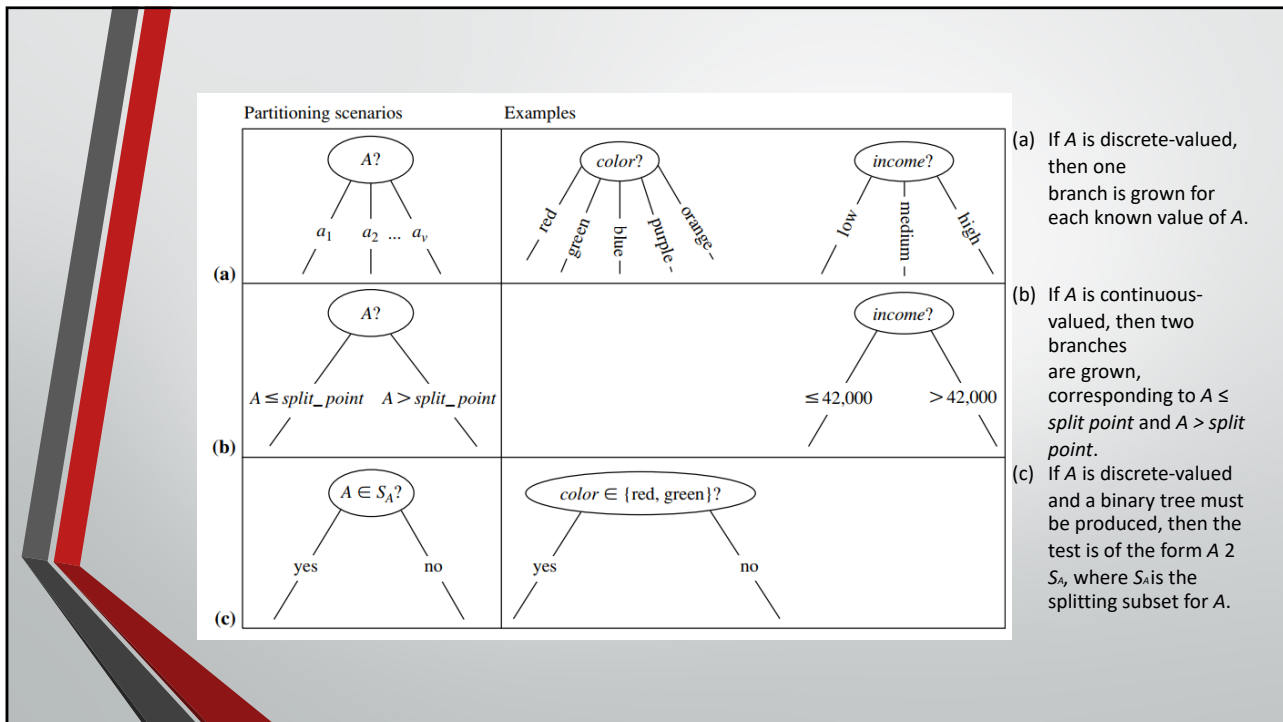 Partitioning scenarios
Examples
A?
a1 a2 ... av
color?
red
green
blue
purple
orange
income?
low
medium
high
(a)
A?
A ≤ split_point A > split_point
income?
≤ 42,000 > 42,000
(b)
A ∈ SA?
yes no
color ∈ {red, green}?
yes no
(c)
(a) If A is discrete-valued,
then one
branch is grown for
each known value of A.
(b) If A is continuous-
valued, then two
branches
are grown,
corresponding to A ≤
split point and A > split
point.
(c) If A is discrete-valued
and a binary tree must
be produced, then the
test is of the form A 2
SA, where SA is the
splitting subset for A.